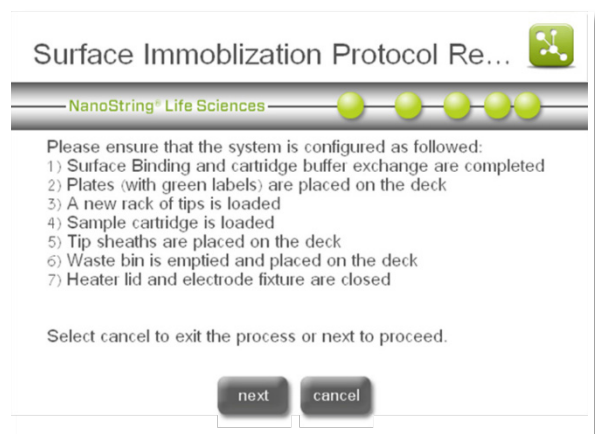 Surface Immoblization Protocol Re...
NanoString® Life Sciences
Please ensure that the system is configured as followed:
1) Surface Binding and cartridge buffer exchange are completed
2) Plates (with green labels) are placed on the deck
3) A new rack of tips is loaded
4) Sample cartridge is loaded
5) Tip sheaths are placed on the deck
6) Waste bin is emptied and placed on the deck
7) Heater lid and electrode fixture are closed
Select cancel to exit the process or next to proceed.
next cancel